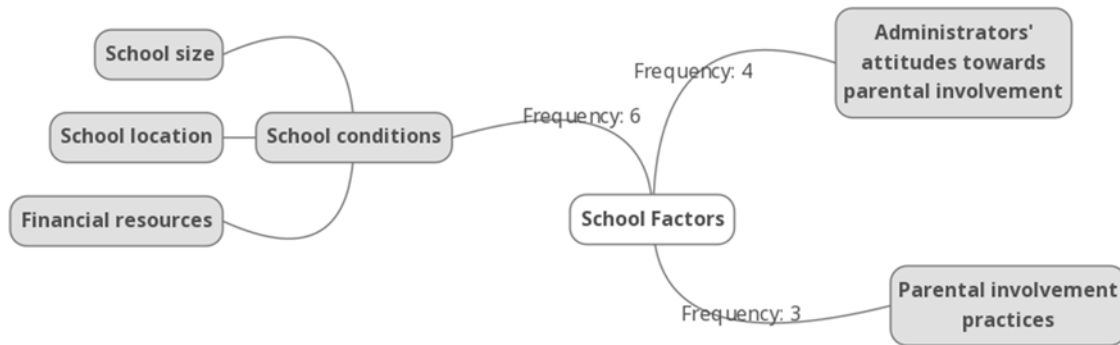 School size
School location
Financial resources
School conditions
Frequency: 6
School Factors
Frequency: 4
Administrators'
attitudes towards
parental involvement
Frequency: 3
Parental involvement
practices